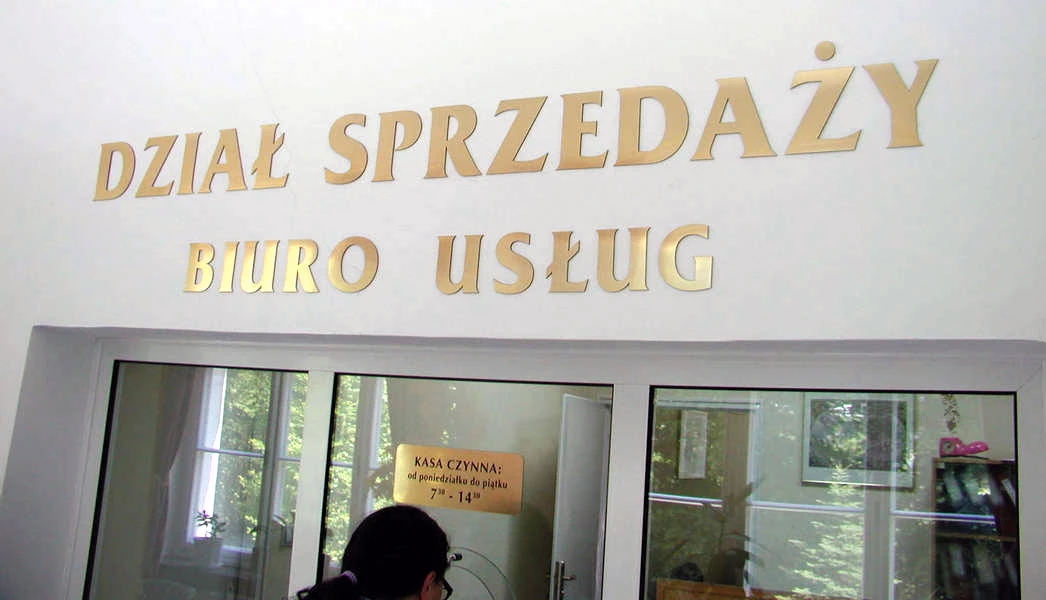 DZIAŁ SPRZEDAŻY
BIURO USŁUG
KASA CZYNNA:
od poniedziałku do piątku
7³⁰ - 14³⁰